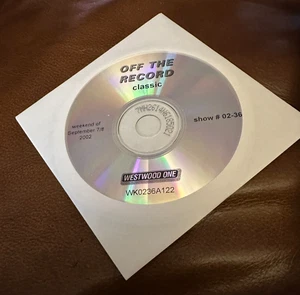 OFF THE
RECORD
classic
weekend of
September 7/8
2002
show # 02-36
WESTWOOD ONE
WK0236A122